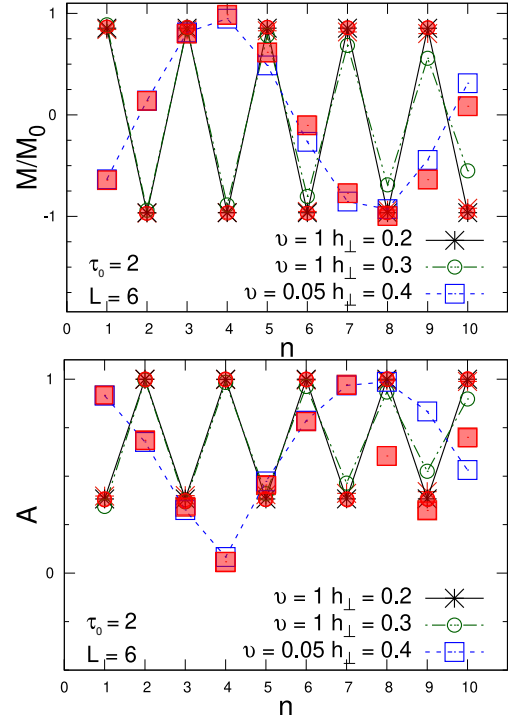 1
0
-1
M/M₀
υ = 1 h⊥ = 0.2
υ = 1 h⊥ = 0.3
υ = 0.05 h⊥ = 0.4
τ₀ = 2
L = 6
0 1 2 3 4 5 6 7 8 9 10
n
1
0
A
υ = 1 h⊥ = 0.2
υ = 1 h⊥ = 0.3
υ = 0.05 h⊥ = 0.4
τ₀ = 2
L = 6
0 1 2 3 4 5 6 7 8 9 10
n